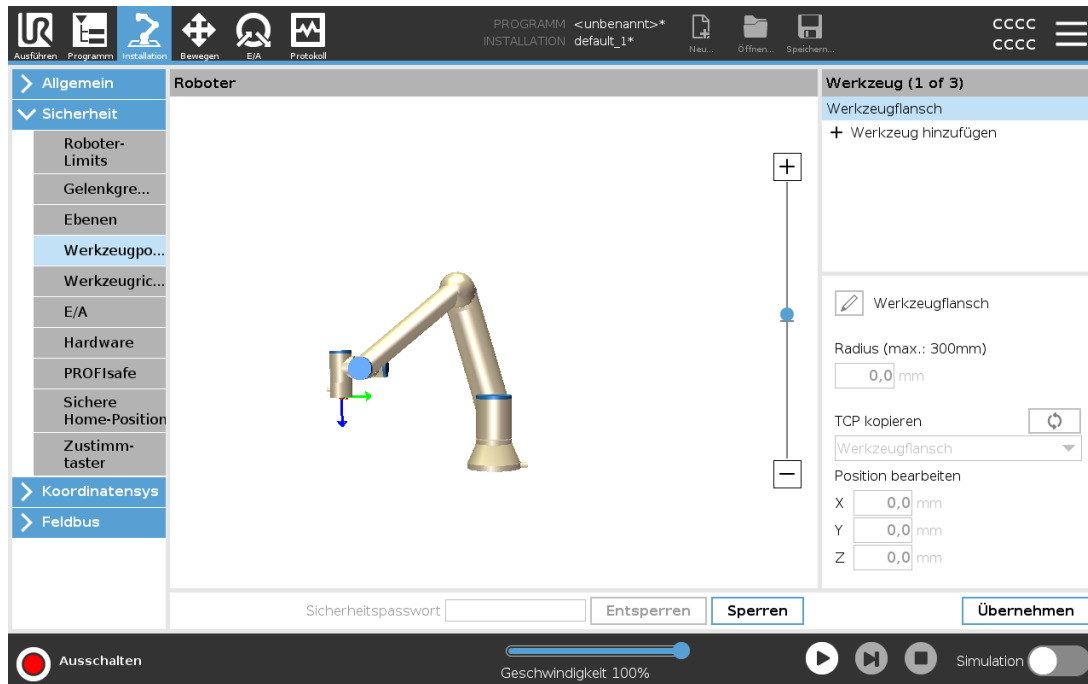 UR
Ausführen
Programm
Installation
Bewegen
E/A
Protokoll
PROGRAMM <unbenannt>*
INSTALLATION default_1*
Neu...
Öffnen...
Speichern...
CCCC
CCCC
Allgemein
Sicherheit
Roboter-
Limits
Gelenkgre...
Ebenen
Werkzeugpo...
Werkzeugric...
E/A
Hardware
PROFIsafe
Sichere
Home-Position
Zustimm-
taster
Koordinatensys
Feldbus
Roboter
Werkzeug (1 of 3)
Werkzeugflansch
+ Werkzeug hinzufügen
Werkzeugflansch
Radius (max.: 300mm)
0,0 mm
TCP kopieren
Werkzeugflansch
Position bearbeiten
X 0,0 mm
Y 0,0 mm
Z 0,0 mm
Sicherheitspasswort
Entsperren
Sperren
Übernehmen
Ausschalten
Geschwindigkeit 100%
Simulation